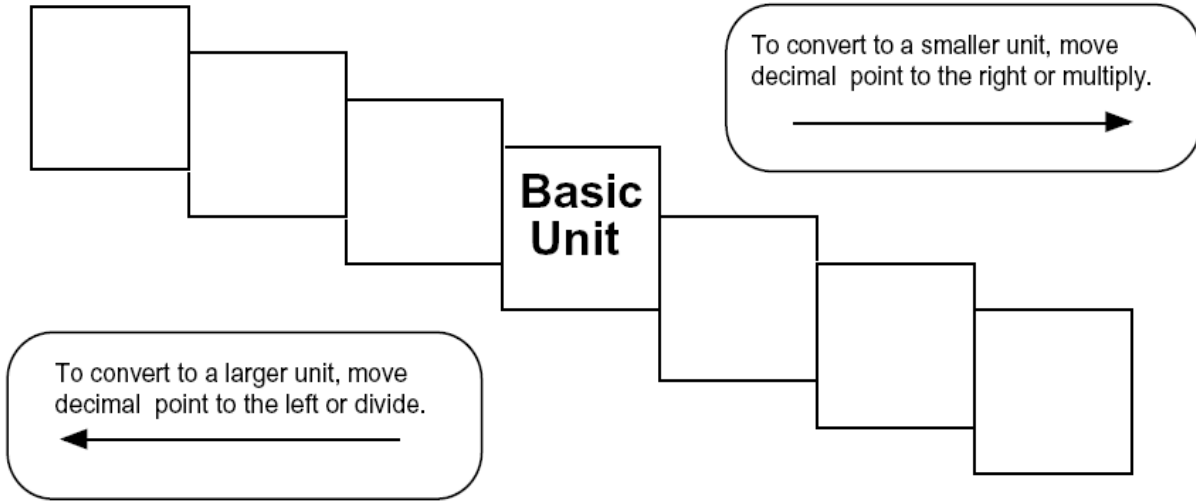 To convert to a smaller unit, move
decimal point to the right or multiply.
Basic
Unit
To convert to a larger unit, move
decimal point to the left or divide.